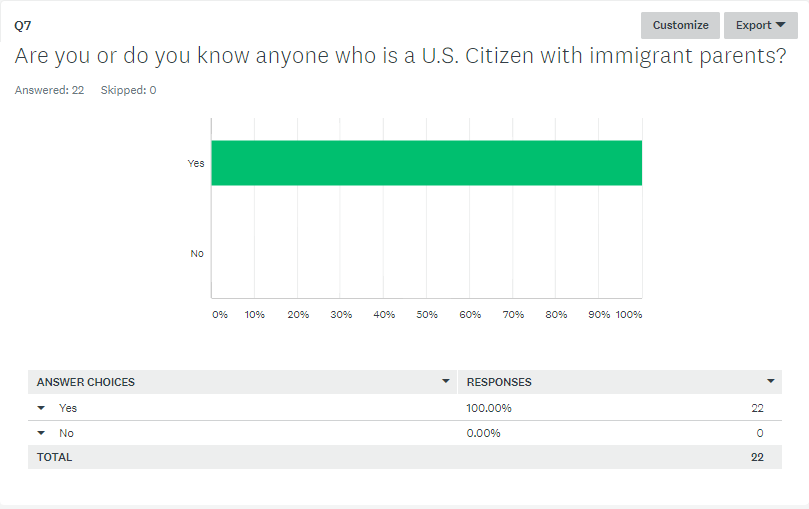 Q7
Customize
Export
Are you or do you know anyone who is a U.S. Citizen with immigrant parents?
Answered: 22 Skipped: 0
Yes
No
0% 10% 20% 30% 40% 50% 60% 70% 80% 90% 100%
ANSWER CHOICES RESPONSES
Yes 100.00% 22
No 0.00% 0
TOTAL 22